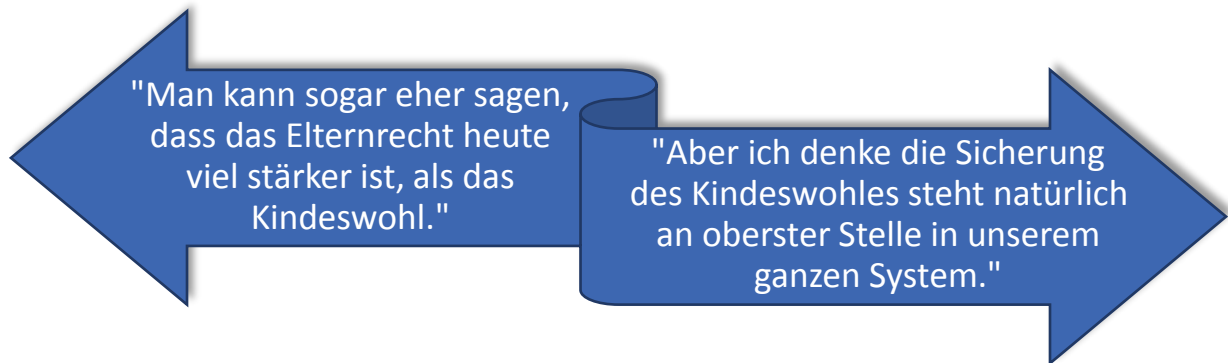 "Man kann sogar eher sagen,
dass das Elternrecht heute
viel stärker ist, als das
Kindeswohl."
"Aber ich denke die Sicherung
des Kindeswohles steht natürlich
an oberster Stelle in unserem
ganzen System."